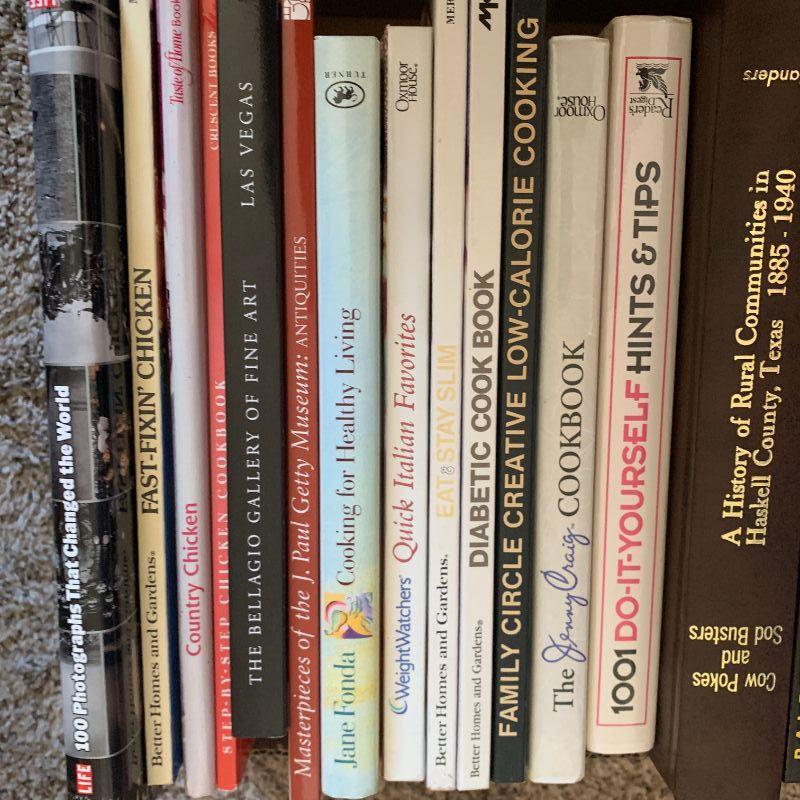 LIFE
LIFE 100 Photographs That Changed the World
Better Homes and Gardens® FAST-FIXIN' CHICKEN
Country Chicken Taste of Home Books
STEP-BY-STEP CHICKEN COOKBOOK CRESCENT BOOKS
THE BELLAGIO GALLERY OF FINE ART LAS VEGAS
Masterpieces of the J. Paul Getty Museum: ANTIQUITIES
Jane Fonda Cooking for Healthy Living
TURNER
WeightWatchers® Quick Italian Favorites
Oxmoor House®
Better Homes and Gardens® EAT & STAY SLIM
Better Homes and Gardens® DIABETIC COOK BOOK
FAMILY CIRCLE CREATIVE LOW-CALORIE COOKING
The Jenny Craig® COOKBOOK
Oxmoor House®
1001 DO-IT-YOURSELF HINTS & TIPS
Reader's Digest
A History of Rural Communities in
Haskell County, Texas 1885 - 1940
Cow Pokes
and
Sod Busters